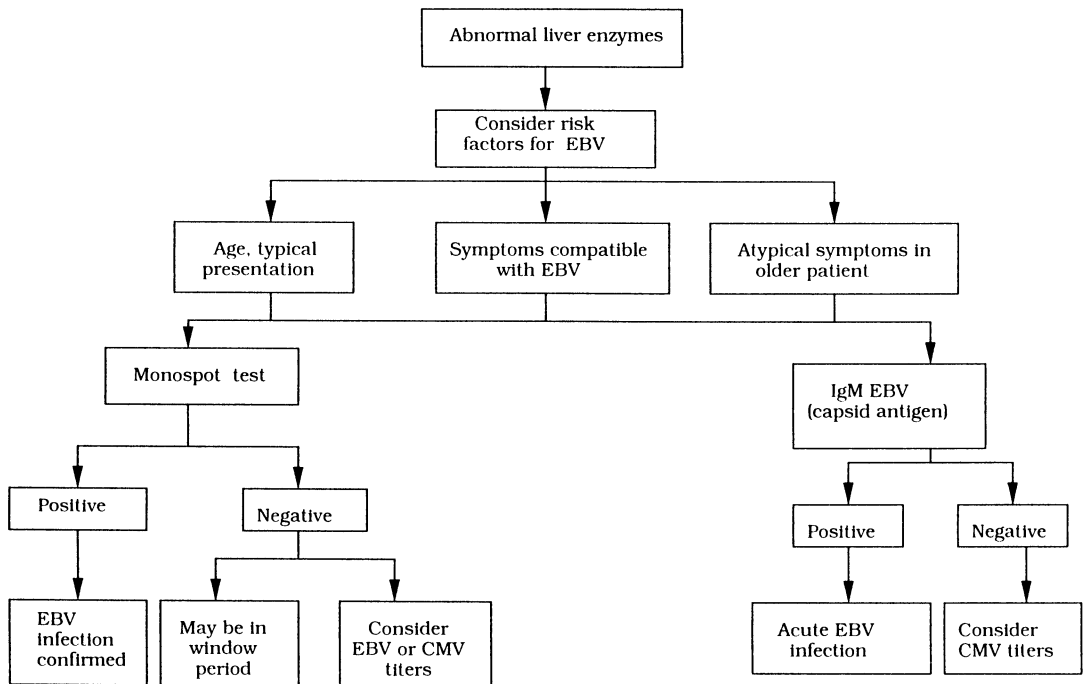 Abnormal liver enzymes
Consider risk
factors for EBV
Age, typical
presentation
Symptoms compatible
with EBV
Atypical symptoms in
older patient
Monospot test
IgM EBV
(capsid antigen)
Positive
Negative
Positive
Negative
EBV
infection
confirmed
May be in
window
period
Consider
EBV or CMV
titers
Acute EBV
infection
Consider
CMV titers